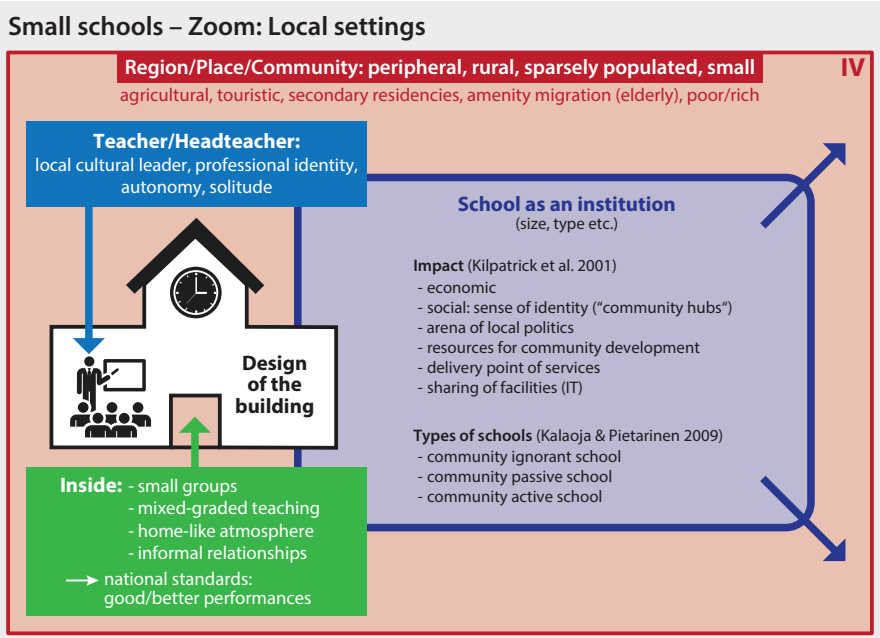 Small schools – Zoom: Local settings
Region/Place/Community: peripheral, rural, sparsely populated, small
IV
agricultural, touristic, secondary residencies, amenity migration (elderly), poor/rich
Teacher/Headteacher:
local cultural leader, professional identity,
autonomy, solitude
School as an institution
(size, type etc.)
Impact (Kilpatrick et al. 2001)
- economic
- social: sense of identity (“community hubs“)
- arena of local politics
- resources for community development
- delivery point of services
- sharing of facilities (IT)
Types of schools (Kalaoja & Pietarinen 2009)
- community ignorant school
- community passive school
- community active school
Design
of the
building
Inside: - small groups
- mixed-graded teaching
- home-like atmosphere
- informal relationships
national standards:
good/better performances